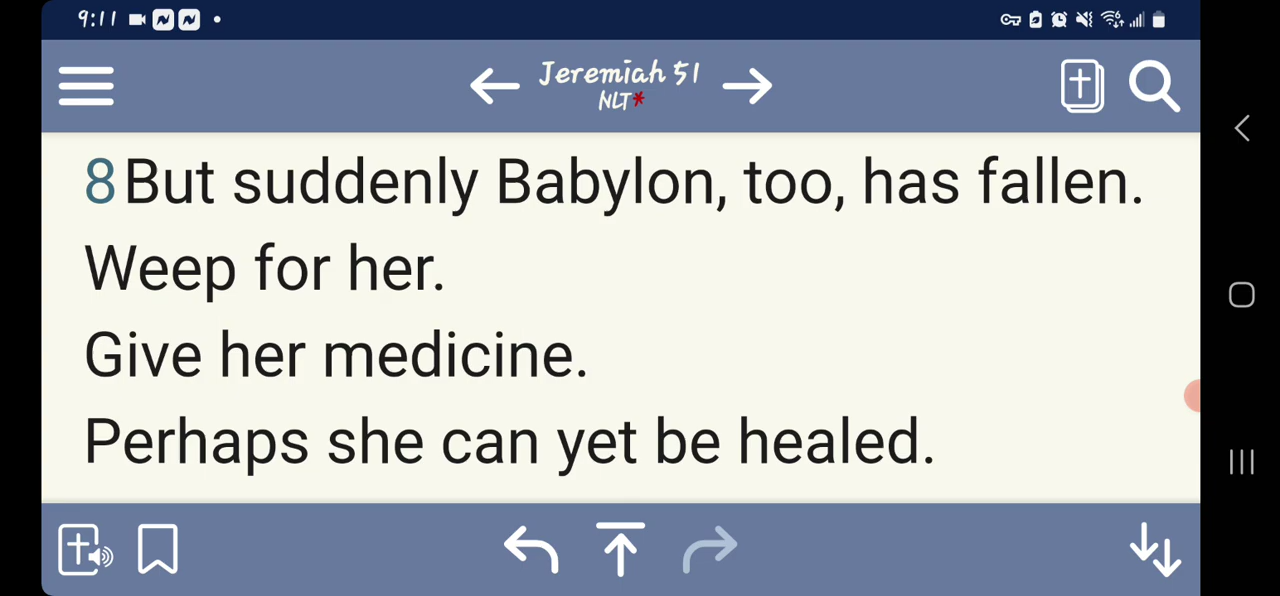 9:11
Jeremiah 51
NLT*
8 But suddenly Babylon, too, has fallen.
Weep for her.
Give her medicine.
Perhaps she can yet be healed.